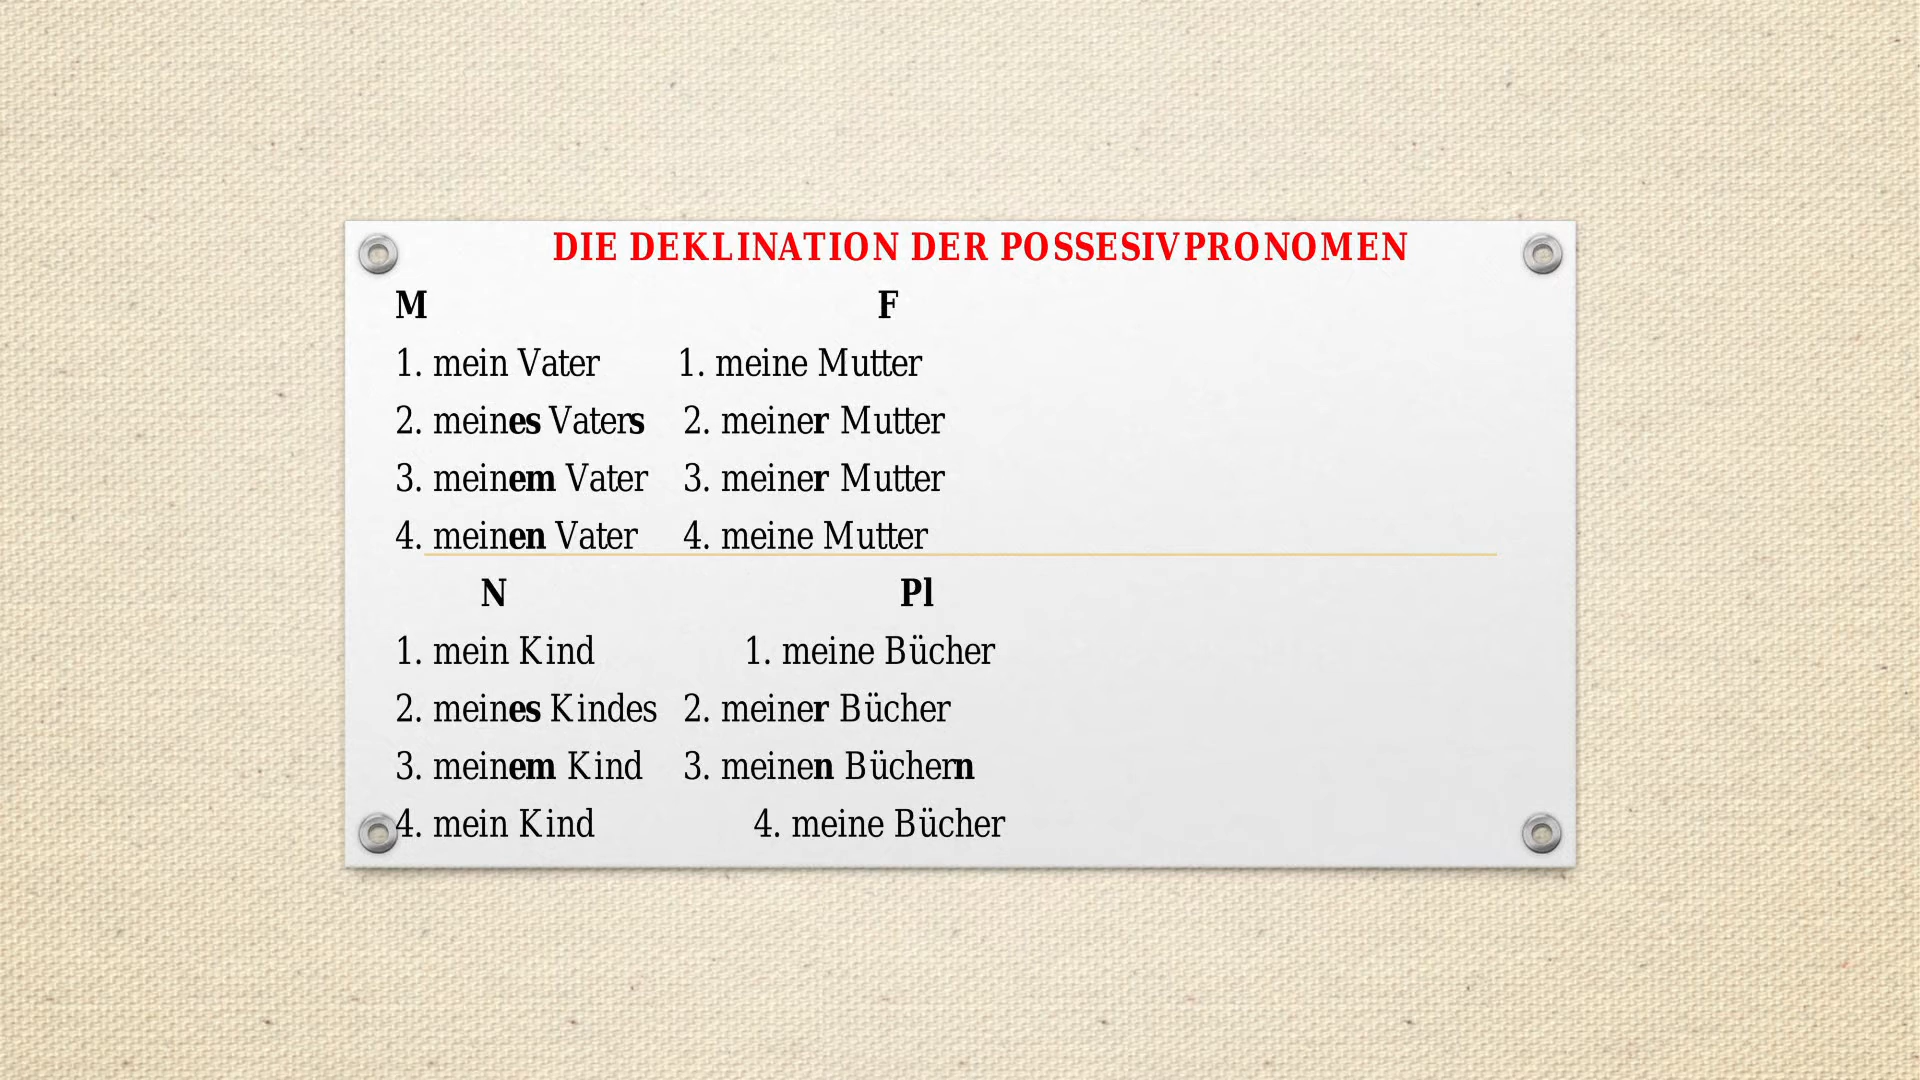 DIE DEKLINATION DER POSSESIVPRONOMEN
M F
1. mein Vater 1. meine Mutter
2. meines Vaters 2. meiner Mutter
3. meinem Vater 3. meiner Mutter
4. meinen Vater 4. meine Mutter
N Pl
1. mein Kind 1. meine Bücher
2. meines Kindes 2. meiner Bücher
3. meinem Kind 3. meinen Büchern
4. mein Kind 4. meine Bücher